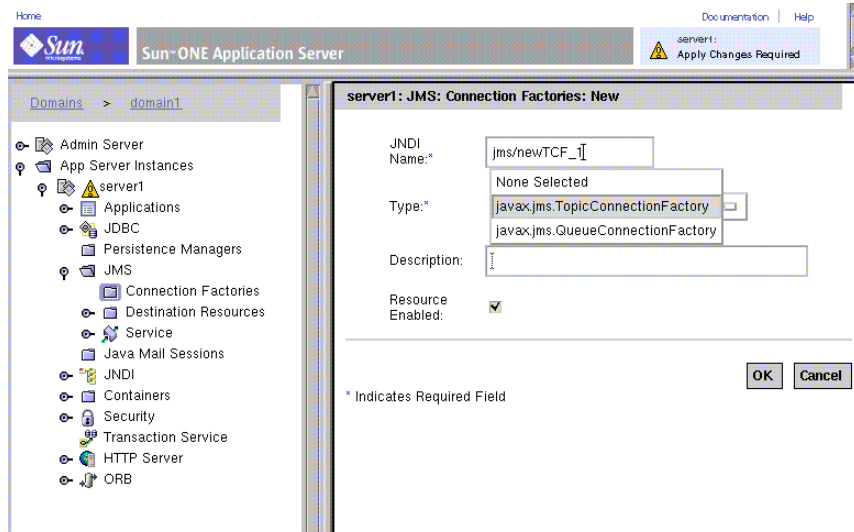 Home
Documentation | Help
Sun
microsystems
Sun ONE Application Server
server1:
Apply Changes Required
Domains > domain1
Admin Server
App Server Instances
server1
Applications
JDBC
Persistence Managers
JMS
Connection Factories
Destination Resources
Service
Java Mail Sessions
JNDI
Containers
Security
Transaction Service
HTTP Server
ORB
server1: JMS: Connection Factories: New
JNDI
Name:*
jms/newTCF_1
None Selected
Type:*
javax.jms.TopicConnectionFactory
javax.jms.QueueConnectionFactory
Description:
Resource
Enabled:
OK
Cancel
* Indicates Required Field